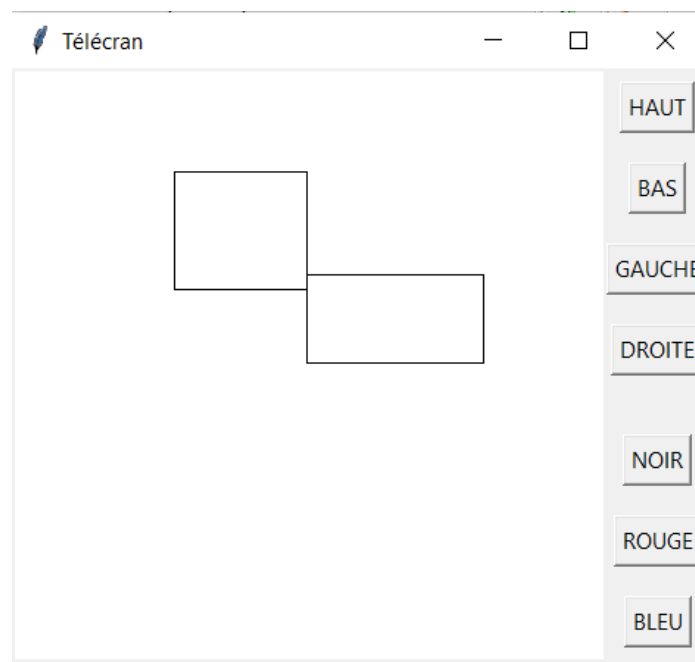 Télécran
HAUT
BAS
GAUCHE
DROITE
NOIR
ROUGE
BLEU